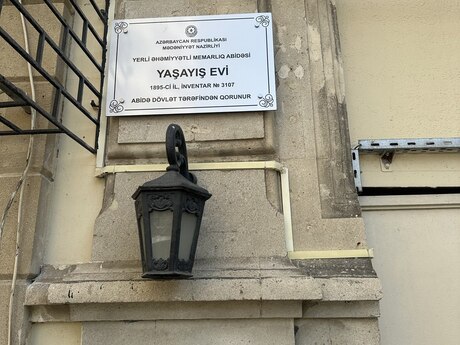 AZƏRBAYCAN RESPUBLİKASI
MƏDƏNİYYƏT NAZİRLİYİ
YERLİ ƏHƏMİYYƏTLİ MEMARLIQ ABİDƏSİ
YAŞAYIŞ EVİ
1895-Cİ İL, İNVENTAR № 3107
ABİDƏ DÖVLƏT TƏRƏFİNDƏN QORUNUR